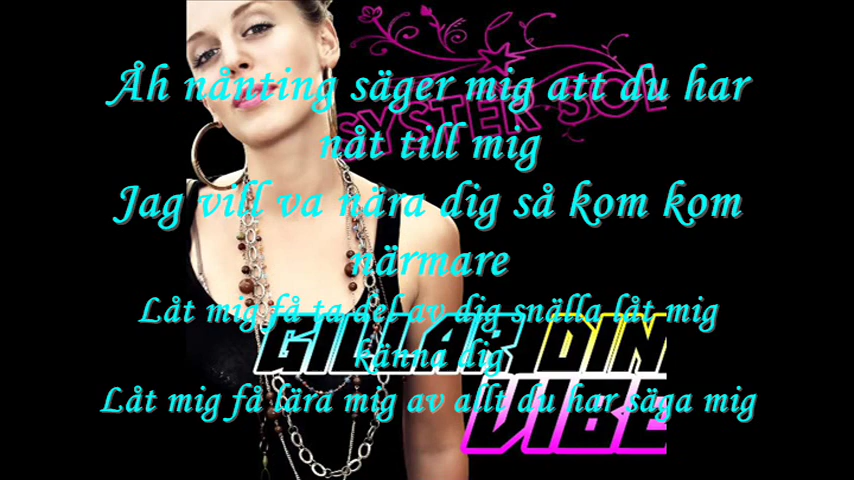 Åh nånting säger mig att du har
SYSTER SOL
nåt till mig
Jag vill va nära dig så kom kom
närmare
Låt mig få ta del av dig snälla låt mig
GILLAR DIN
känna dig
Låt mig få lära mig av allt du har säga mig
VIBE